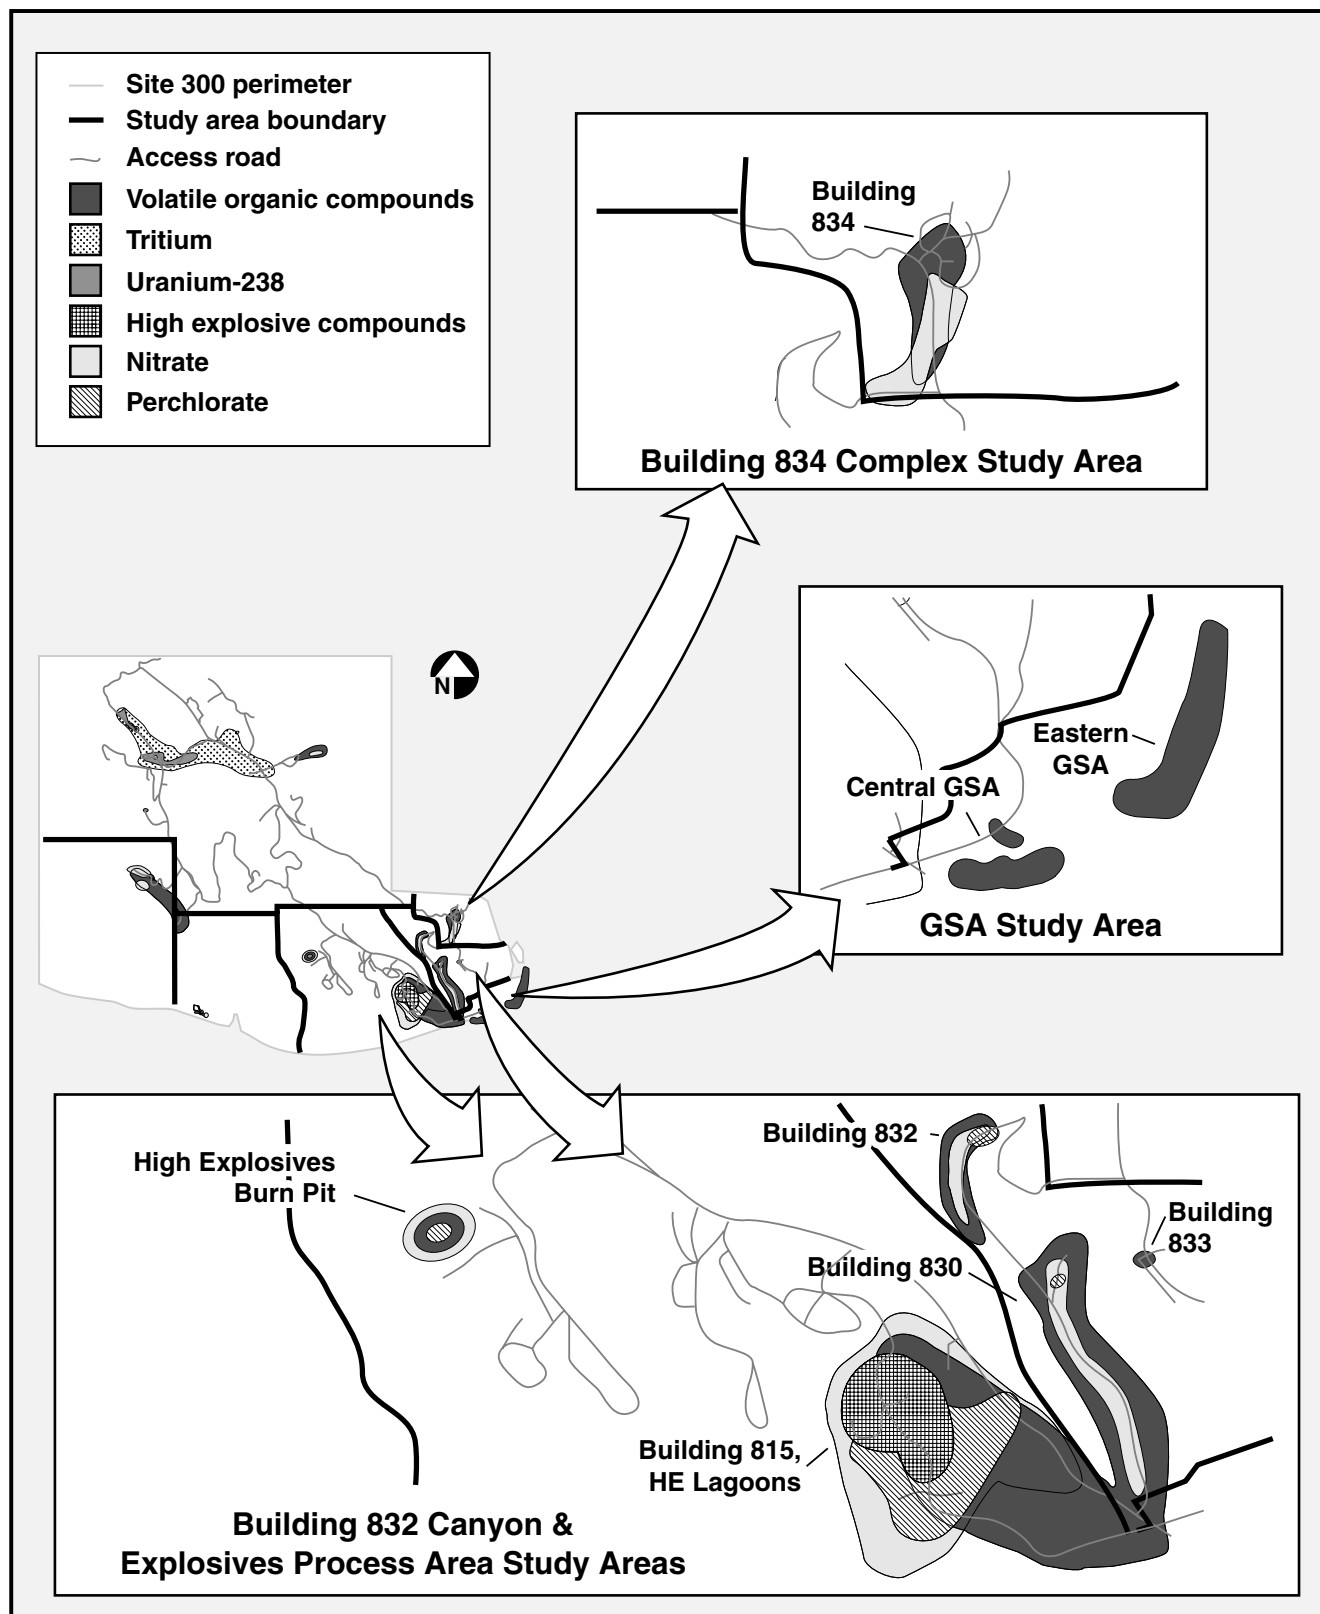 Site 300 perimeter
Study area boundary
Access road
Volatile organic compounds
Tritium
Uranium-238
High explosive compounds
Nitrate
Perchlorate
Building
834
Building 834 Complex Study Area
Eastern
GSA
Central GSA
GSA Study Area
N
High Explosives
Burn Pit
Building 832
Building
833
Building 830
Building 815,
HE Lagoons
Building 832 Canyon &
Explosives Process Area Study Areas